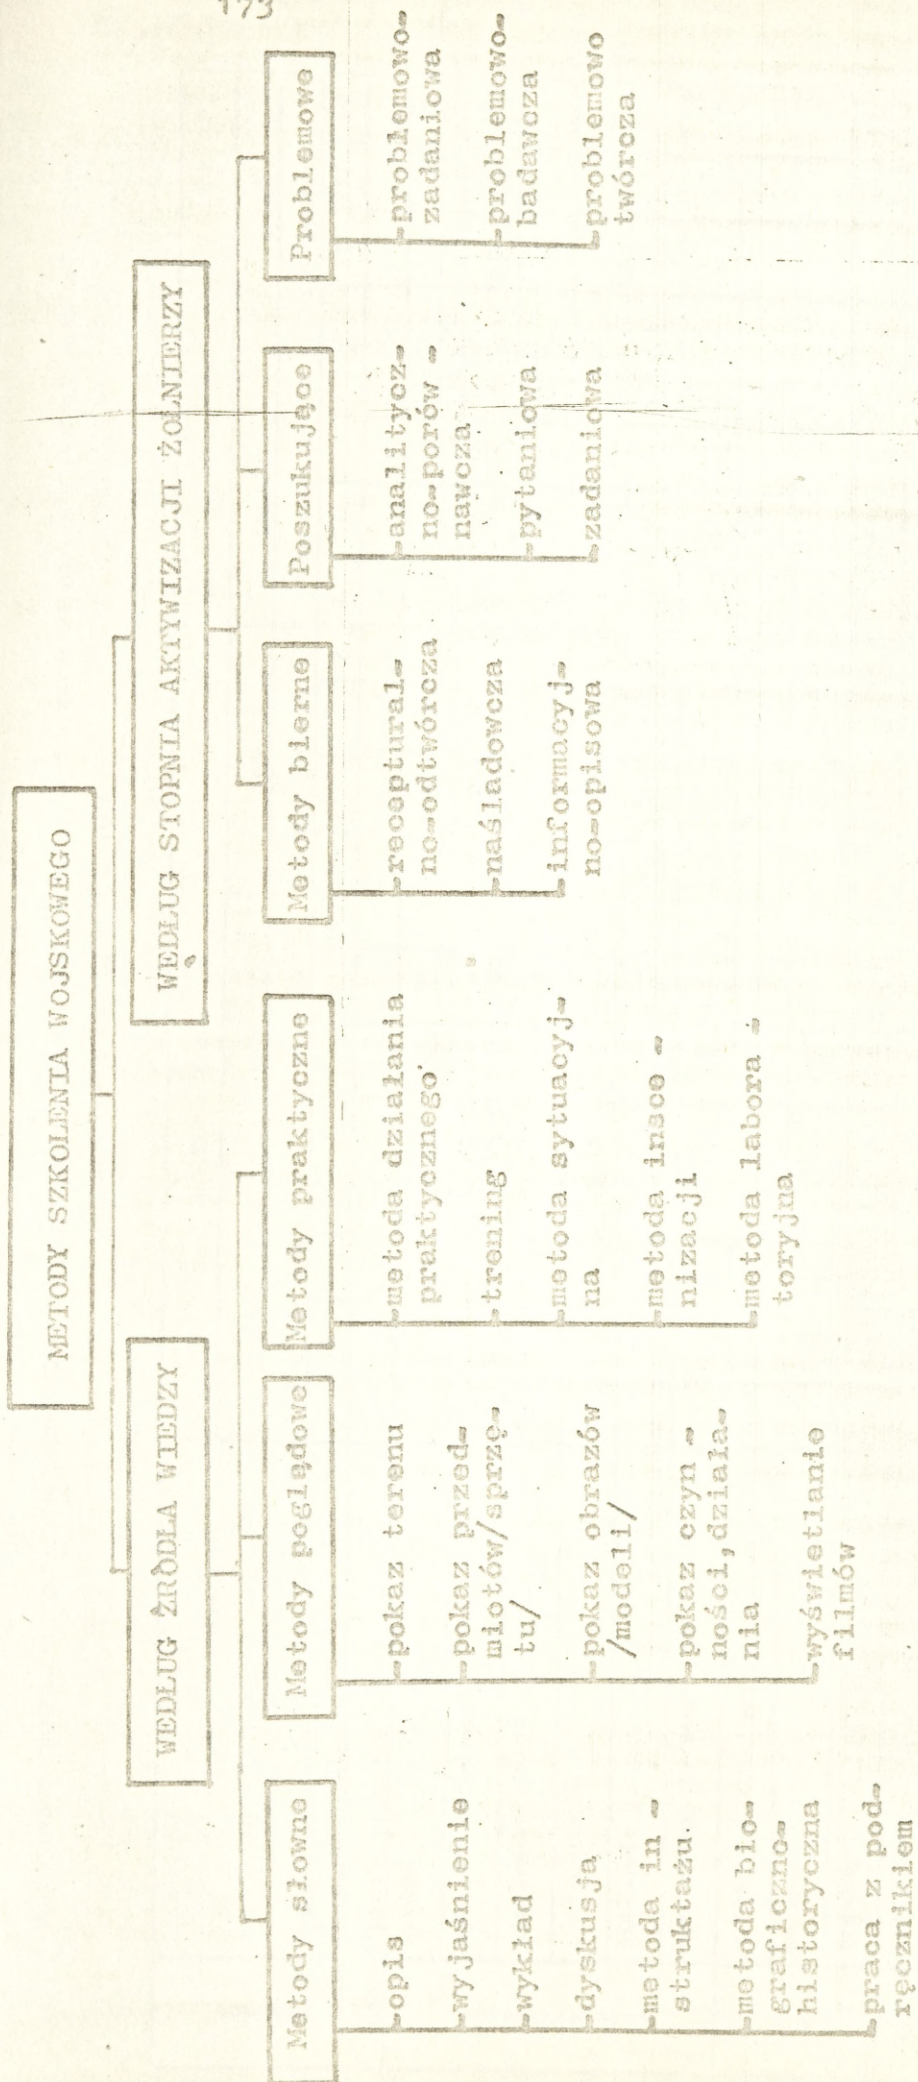 173
METODY SZKOLENIA WOJSKOWEGO
WEDŁUG ŹRÓDŁA WIEDZY
WEDŁUG STOPNIA AKTYWIZACJI ŻOŁNIERZY
Metody słowne
-opis
-wyjaśnienie
-wykład
-dyskusja
-metoda in -
struktażu.
-metoda bio-
graficzno-
historyczna
-praca z pod-
ręcznikiem
Metody poglądowe
-pokaz terenu
-pokaz przed-
miotów/sprzę-
tu/
-pokaz obrazów
/modeli/
-pokaz czyn -
ności,działa-
nia
-wyświetlanie
filmów
Metody praktyczne
-metoda działania
praktycznego
-trening
-metoda sytuacyj-
na
-metoda insce -
nizacji
-metoda labora -
toryjna
Metody bierne
-receptural-
no-odtwórcza
-naśladowcza
-informacyj-
no-opisowa
Poszukujące
-analitycz-
no-porów -
nawcza
-pytaniowa
-zadaniowa
Problemowe
-problemowo-
zadaniowa
-problemowo-
badawcza
-problemowo
twórcza